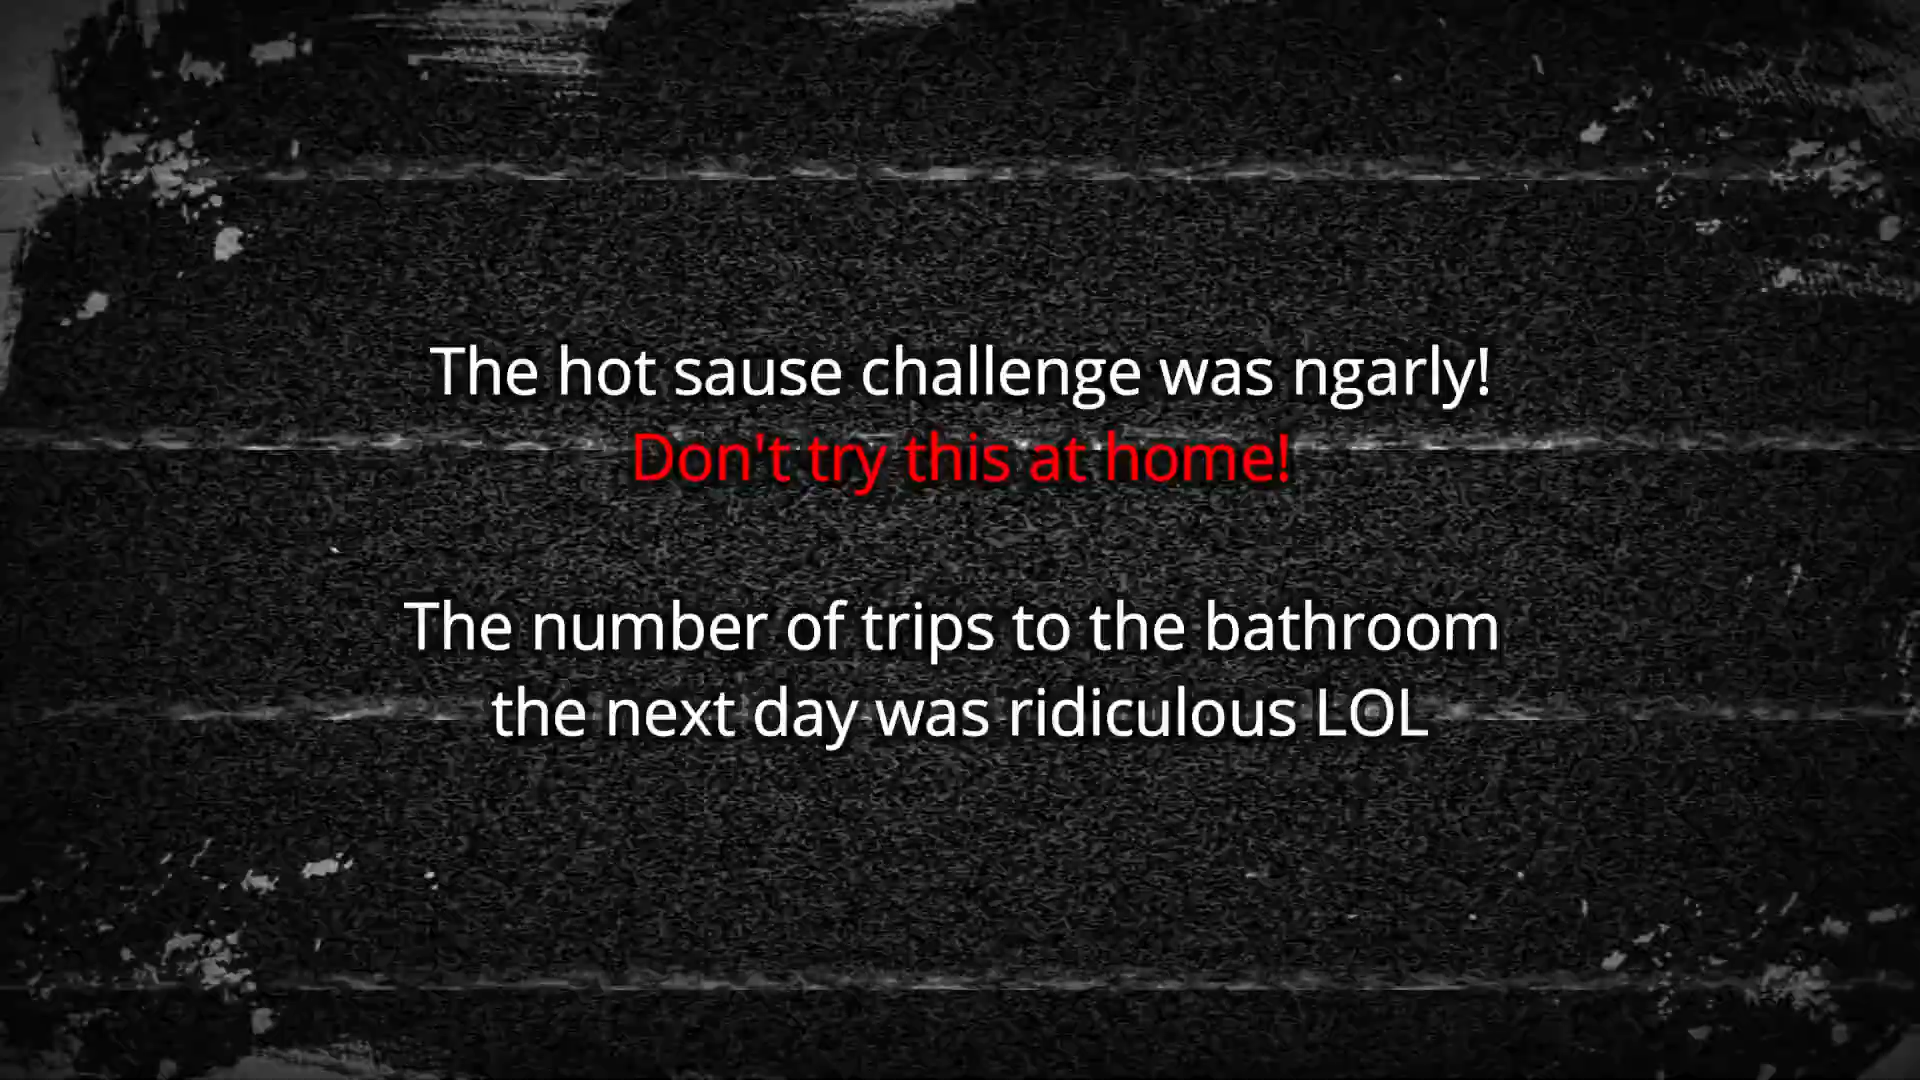 The hot sause challenge was ngarly!
Don't try this at home!
The number of trips to the bathroom
the next day was ridiculous LOL